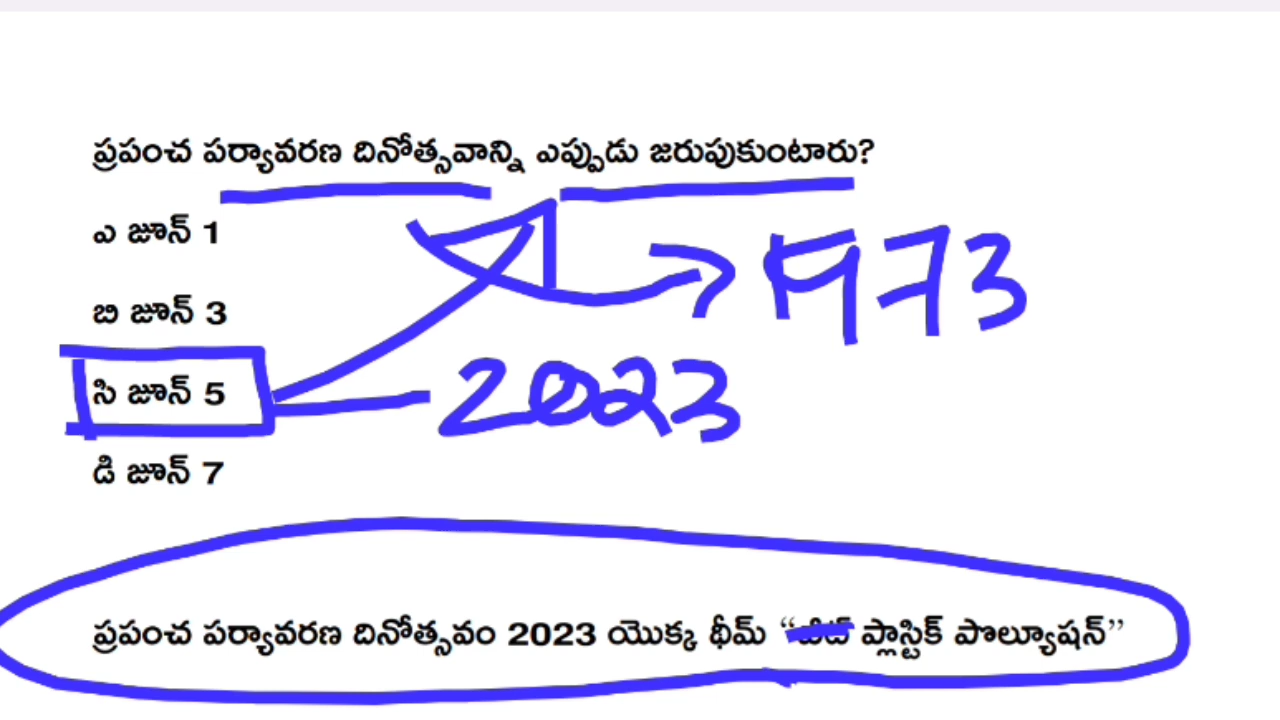 ప్రపంచ పర్యావరణ దినోత్సవాన్ని ఎప్పుడు జరుపుకుంటారు?
ఎ జూన్ 1
1973
బి జూన్ 3
సి జూన్ 5
2023
డి జూన్ 7
ప్రపంచ పర్యావరణ దినోత్సవం 2023 యొక్క థీమ్ “బీట్ ప్లాస్టిక్ పొల్యూషన్”